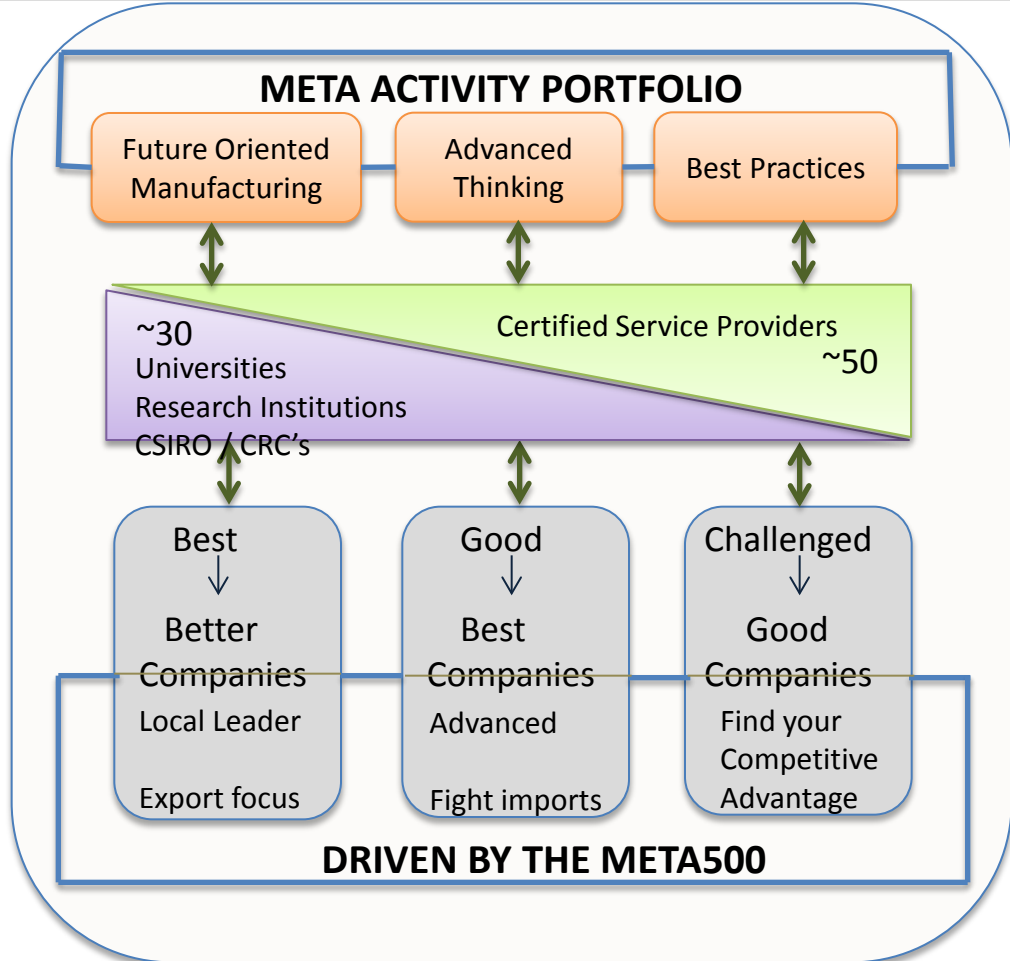 META ACTIVITY PORTFOLIO
Future Oriented
Manufacturing
Advanced
Thinking
Best Practices
~30
Universities
Research Institutions
CSIRO / CRC's
Certified Service Providers
~50
Best
Better
Companies
Local Leader
Export focus
Good
Best
Companies
Advanced
Fight imports
Challenged
Good
Companies
Find your
Competitive
Advantage
DRIVEN BY THE META500